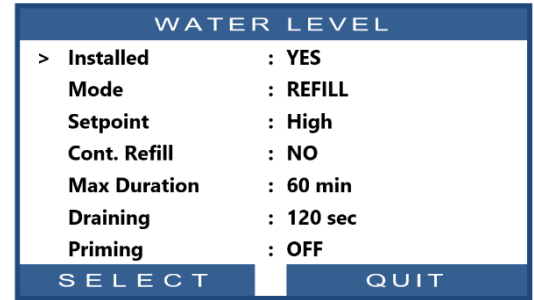 WATER LEVEL
> Installed : YES
Mode : REFILL
Setpoint : High
Cont. Refill : NO
Max Duration : 60 min
Draining : 120 sec
Priming : OFF
SELECT QUIT